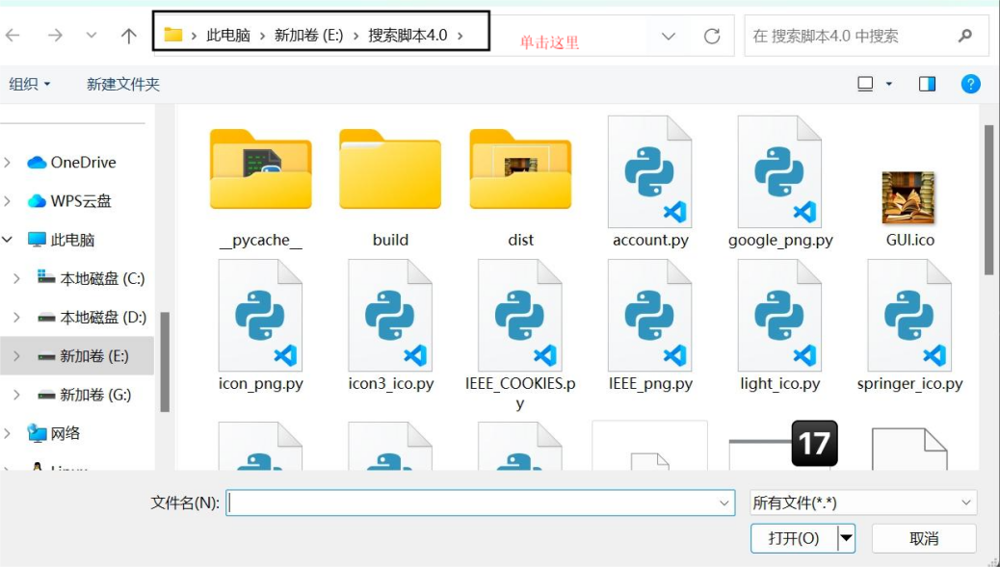 此电脑 › 新加卷 (E:) › 搜索脚本4.0 ›
单击这里
在 搜索脚本4.0 中搜索
组织
新建文件夹
OneDrive
WPS云盘
此电脑
本地磁盘 (C:)
本地磁盘 (D:)
新加卷 (E:)
新加卷 (G:)
网络
Linux
__pycache__
build
dist
account.py
google_png.py
GUI.ico
icon_png.py
icon3_ico.py
IEEE_COOKIES.p
y
IEEE_png.py
light_ico.py
springer_ico.py
17
文件名(N):
所有文件(*.*)
打开(O)
取消